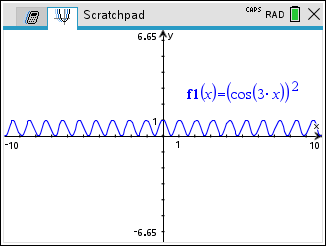 Scratchpad CAPS RAD
6.65 y
f1(x)=(cos(3·x))²
1
x
-10 1 10
-6.65